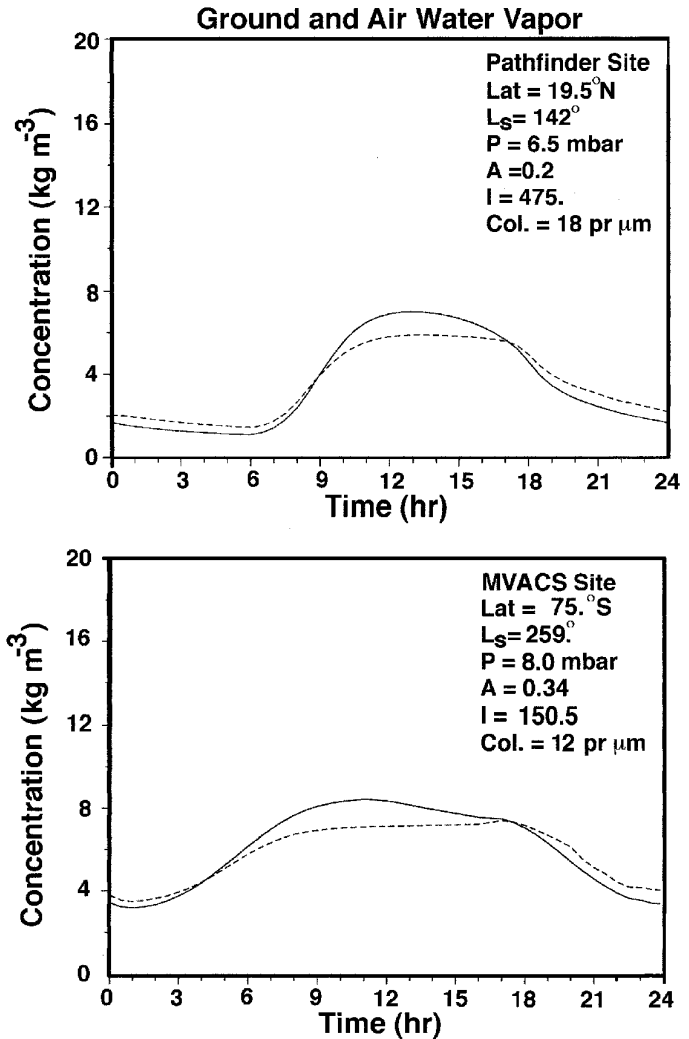 Ground and Air Water Vapor
20
16
12
8
4
0
Concentration (kg m⁻³)
Pathfinder Site
Lat = 19.5°N
Ls= 142°
P = 6.5 mbar
A =0.2
I = 475.
Col. = 18 pr μm
0 3 6 9 12 15 18 21 24
Time (hr)
20
16
12
8
4
0
Concentration (kg m⁻³)
MVACS Site
Lat = 75.°S
Ls=259.°
P = 8.0 mbar
A = 0.34
I = 150.5
Col. = 12 pr μm
0 3 6 9 12 15 18 21 24
Time (hr)